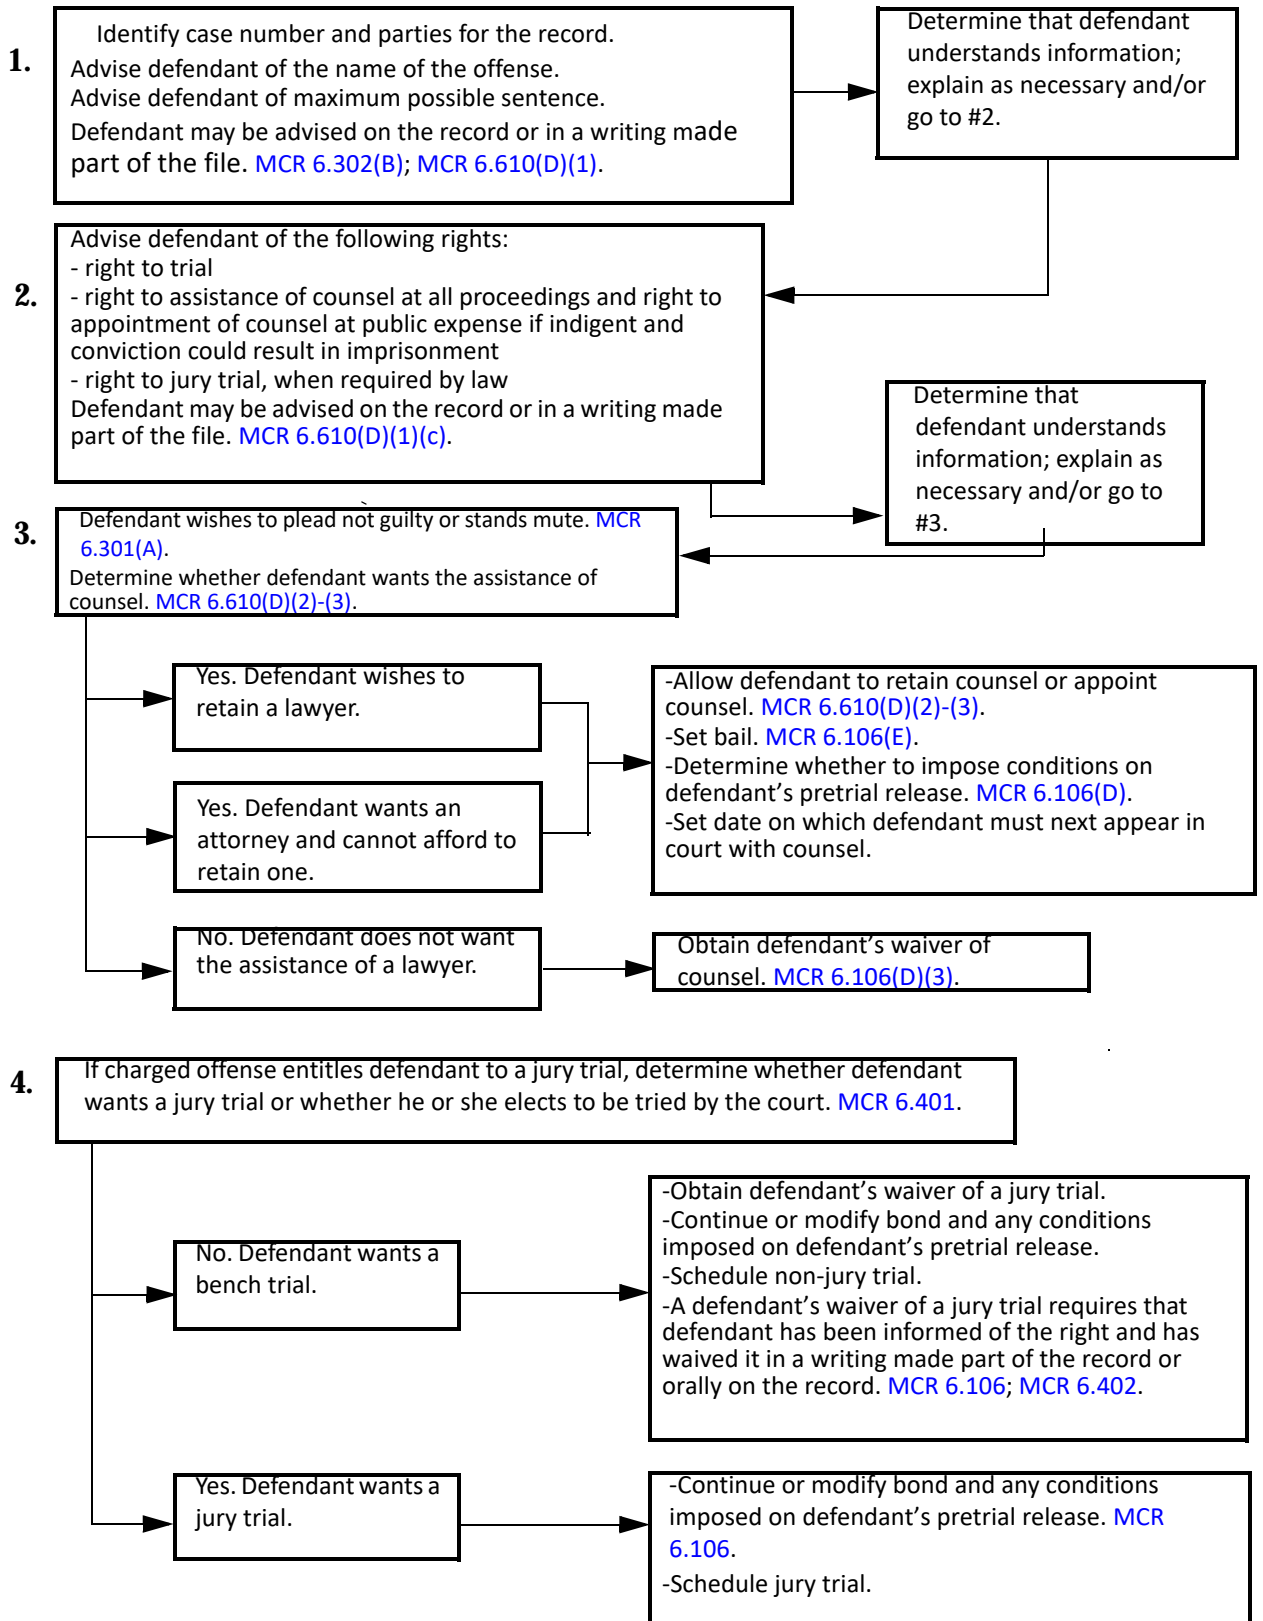 1.
Identify case number and parties for the record.
Advise defendant of the name of the offense.
Advise defendant of maximum possible sentence.
Defendant may be advised on the record or in a writing made
part of the file. MCR 6.302(B); MCR 6.610(D)(1).
Determine that defendant
understands information;
explain as necessary and/or
go to #2.
2.
Advise defendant of the following rights:
- right to trial
- right to assistance of counsel at all proceedings and right to
appointment of counsel at public expense if indigent and
conviction could result in imprisonment
- right to jury trial, when required by law
Defendant may be advised on the record or in a writing made
part of the file. MCR 6.610(D)(1)(c).
Determine that
defendant understands
information; explain as
necessary and/or go to
#3.
3.
Defendant wishes to plead not guilty or stands mute. MCR
6.301(A).
Determine whether defendant wants the assistance of
counsel. MCR 6.610(D)(2)-(3).
Yes. Defendant wishes to
retain a lawyer.
Yes. Defendant wants an
attorney and cannot afford to
retain one.
-Allow defendant to retain counsel or appoint
counsel. MCR 6.610(D)(2)-(3).
-Set bail. MCR 6.106(E).
-Determine whether to impose conditions on
defendant’s pretrial release. MCR 6.106(D).
-Set date on which defendant must next appear in
court with counsel.
No. Defendant does not want
the assistance of a lawyer.
Obtain defendant’s waiver of
counsel. MCR 6.106(D)(3).
4.
If charged offense entitles defendant to a jury trial, determine whether defendant
wants a jury trial or whether he or she elects to be tried by the court. MCR 6.401.
No. Defendant wants a
bench trial.
-Obtain defendant’s waiver of a jury trial.
-Continue or modify bond and any conditions
imposed on defendant’s pretrial release.
-Schedule non-jury trial.
-A defendant’s waiver of a jury trial requires that
defendant has been informed of the right and has
waived it in a writing made part of the record or
orally on the record. MCR 6.106; MCR 6.402.
Yes. Defendant wants a
jury trial.
-Continue or modify bond and any conditions
imposed on defendant’s pretrial release. MCR
6.106.
-Schedule jury trial.